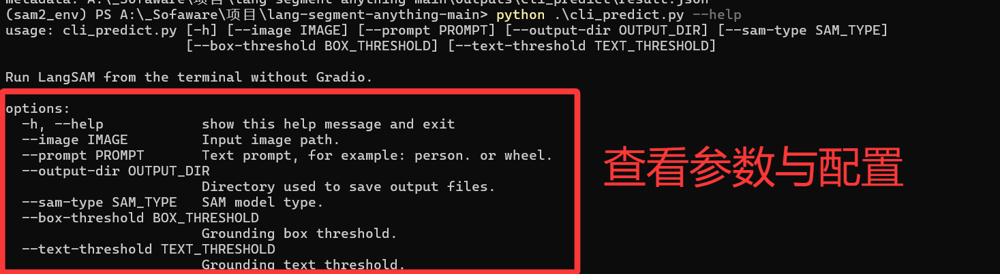 metadata: A:\_Sofaware\项目\lang-segment-anything-main\outputs\cli_predict\result.json
(sam2_env) PS A:\_Sofaware\项目\lang-segment-anything-main> python .\cli_predict.py --help
usage: cli_predict.py [-h] [--image IMAGE] [--prompt PROMPT] [--output-dir OUTPUT_DIR] [--sam-type SAM_TYPE]
[--box-threshold BOX_THRESHOLD] [--text-threshold TEXT_THRESHOLD]
Run LangSAM from the terminal without Gradio.
options:
-h, --help show this help message and exit
--image IMAGE Input image path.
--prompt PROMPT Text prompt, for example: person. or wheel.
--output-dir OUTPUT_DIR
Directory used to save output files.
--sam-type SAM_TYPE SAM model type.
--box-threshold BOX_THRESHOLD
Grounding box threshold.
--text-threshold TEXT_THRESHOLD
Grounding text threshold.
查看参数与配置